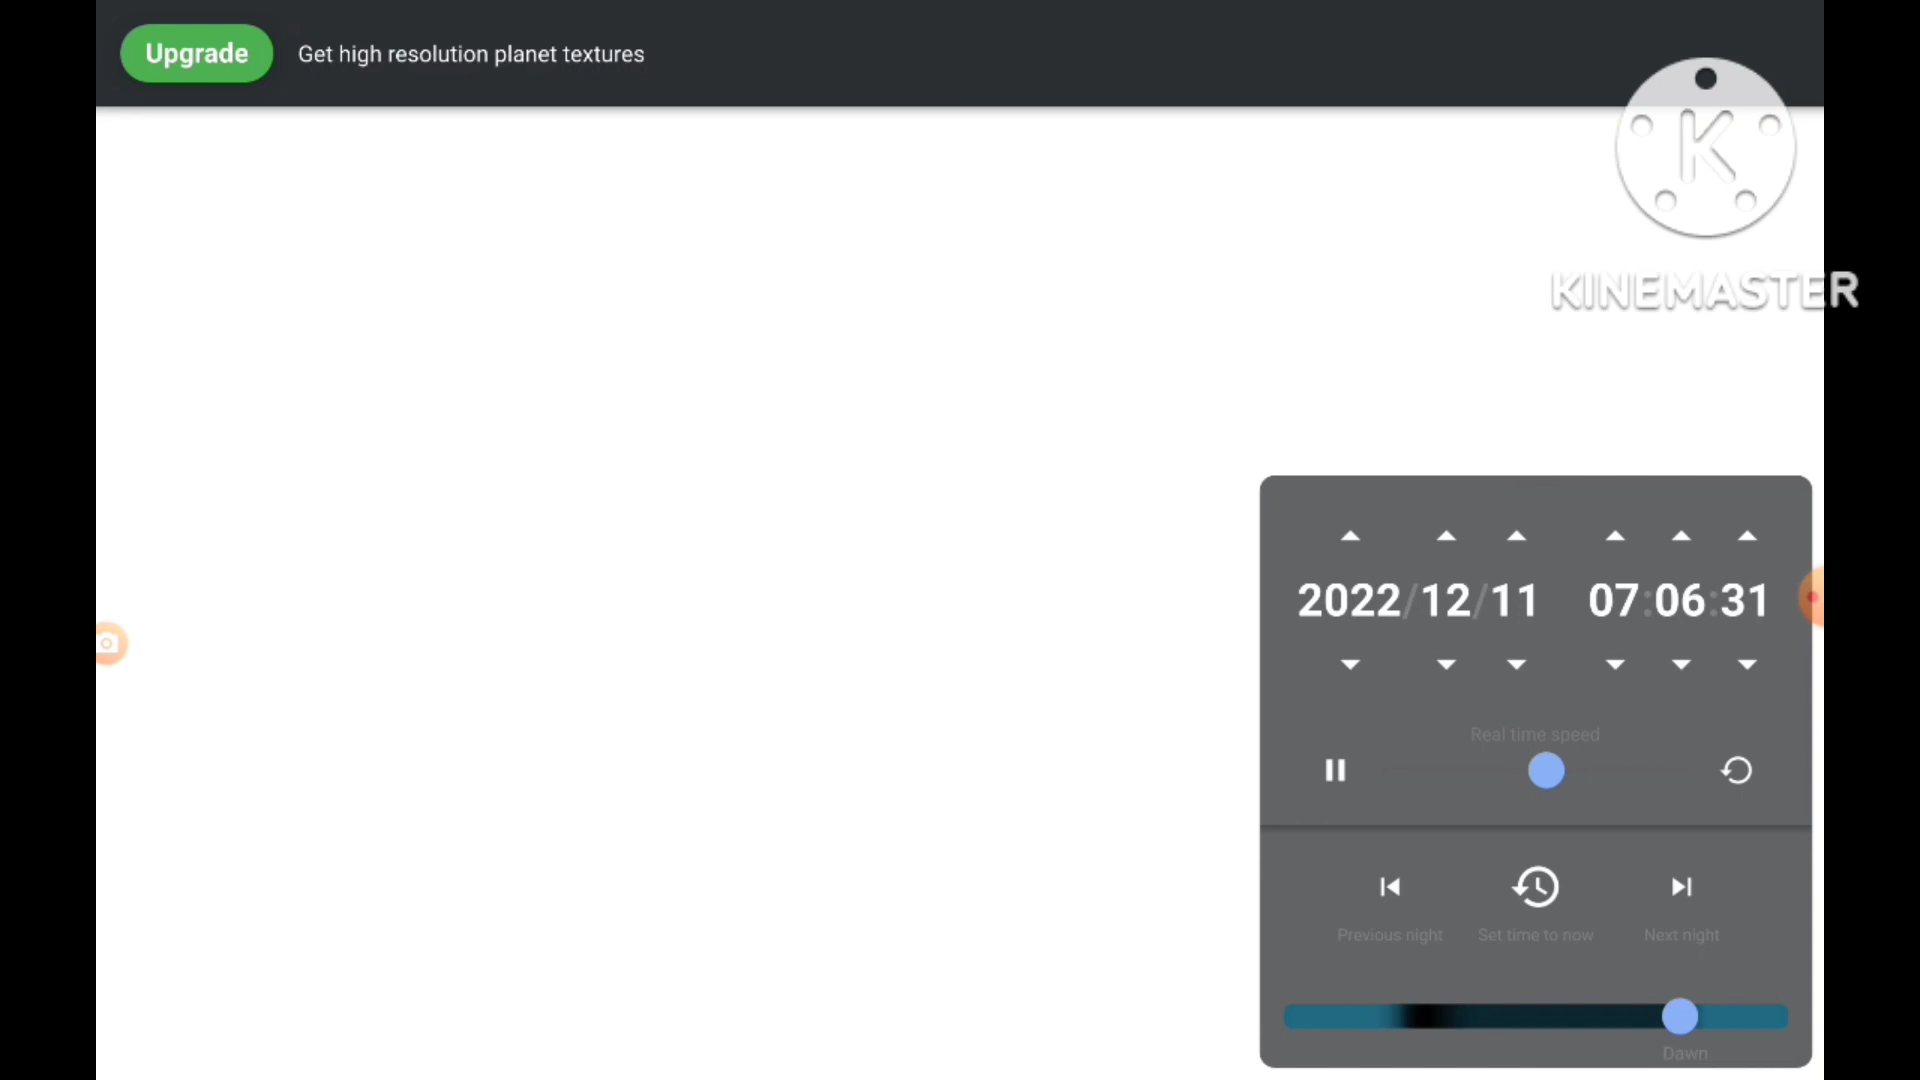 Upgrade Get high resolution planet textures
K
KINEMASTER
2022/12/11 07:06:31
Real time speed
Previous night Set time to now Next night
Dawn